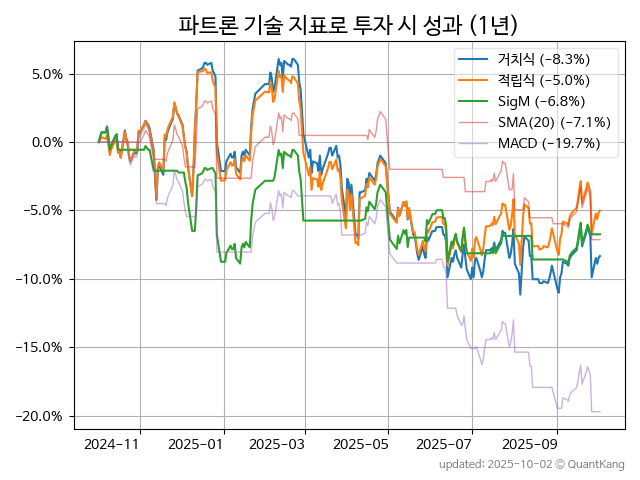 파트론 기술 지표로 투자 시 성과 (1년)
거치식 (−8.3%)
적립식 (−5.0%)
SigM (−6.8%)
SMA(20) (−7.1%)
MACD (−19.7%)
5.0%
0.0%
−5.0%
−10.0%
−15.0%
−20.0%
2024-11 2025-01 2025-03 2025-05 2025-07 2025-09
updated: 2025-10-02 © QuantKang